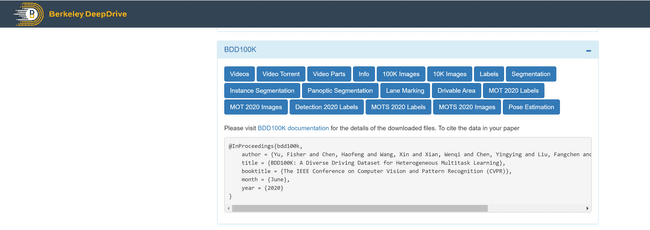 Berkeley DeepDrive
BDD100K
Videos Video Torrent Video Parts Info 100K Images 10K Images Labels Segmentation
Instance Segmentation Panoptic Segmentation Lane Marking Drivable Area MOT 2020 Labels
MOT 2020 Images Detection 2020 Labels MOTS 2020 Labels MOTS 2020 Images Pose Estimation
Please visit BDD100K documentation for the details of the downloaded files. To cite the data in your paper
@InProceedings{bdd100k,
author = {Yu, Fisher and Chen, Haofeng and Wang, Xin and Xian, Wenqi and Chen, Yingying and Liu, Fangchen and
title = {BDD100K: A Diverse Driving Dataset for Heterogeneous Multitask Learning},
booktitle = {The IEEE Conference on Computer Vision and Pattern Recognition (CVPR)},
month = {June},
year = {2020}
}